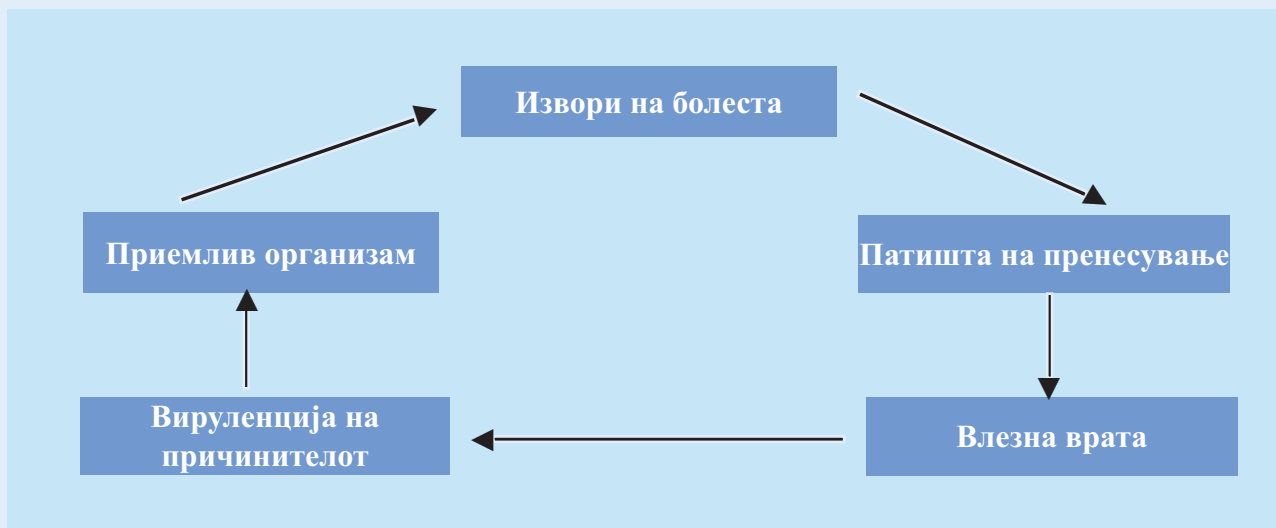 Извори на болеста
Приемлив организам
Патишта на пренесување
Вируленција на
причинителот
Влезна врата